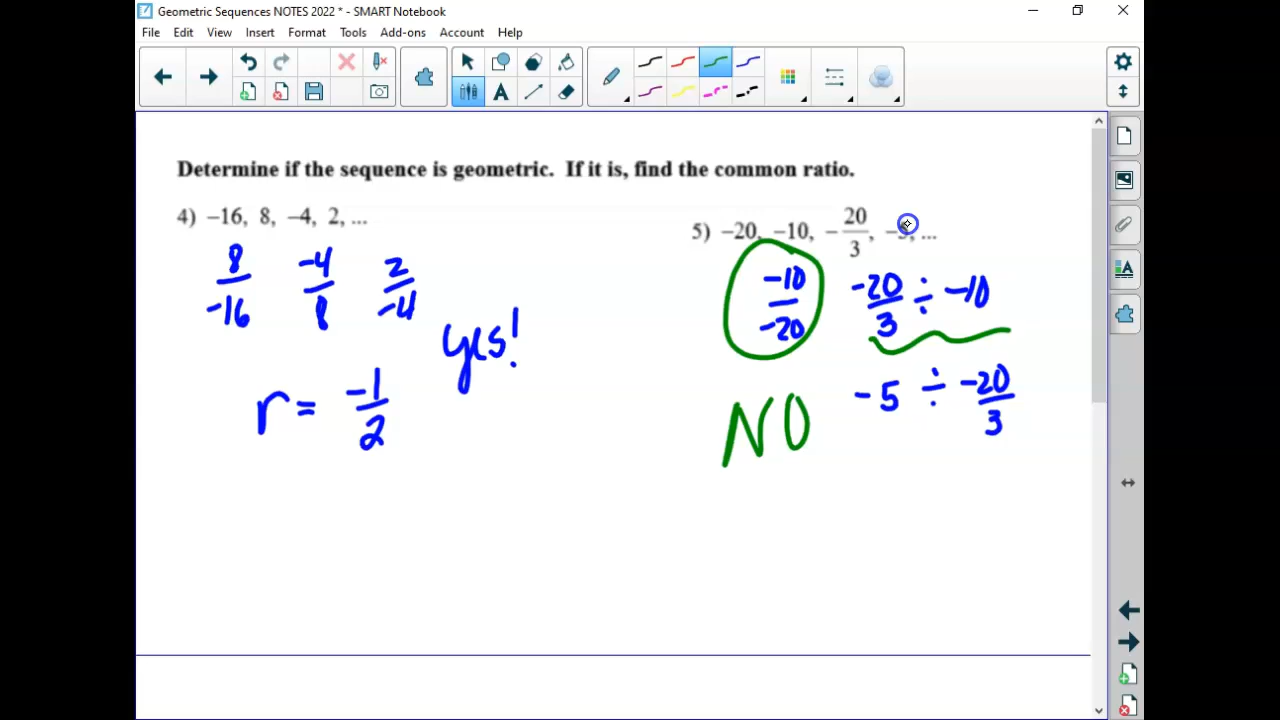 Geometric Sequences NOTES 2022 * - SMART Notebook
File Edit View Insert Format Tools Add-ons Account Help
Determine if the sequence is geometric. If it is, find the common ratio.
4) −16, 8, −4, 2, ...
8/-16 -4/8 2/-4
yes!
r = -1/2
5) −20, −10, −20/3, −5, ...
-10/-20 -20/3 ÷ -10
-5 ÷ -20/3
NO